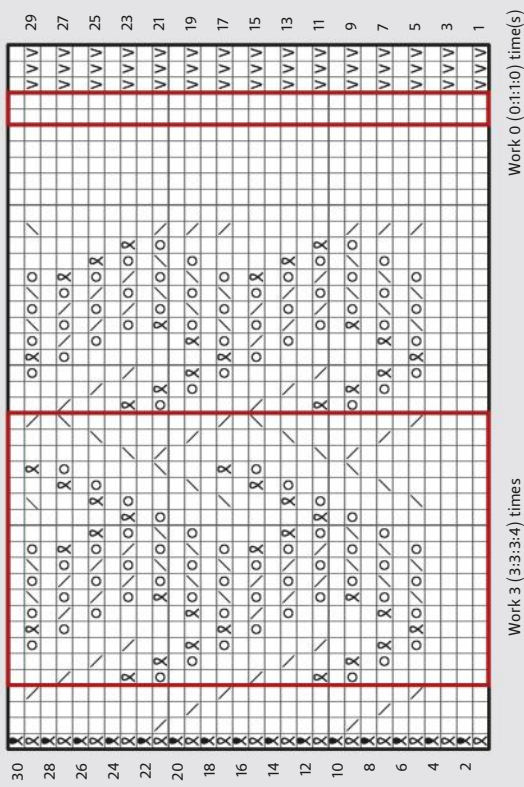 29 27 25 23 21 19 17 15 13 11 9 7 5 3 1
30 28 26 24 22 20 18 16 14 12 10 8 6 4 2
Work 3 (3:3:3:4) times
Work 0 (0:1:1:0) time(s)